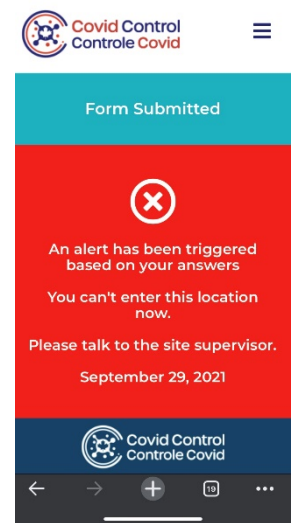 Covid Control
Controle Covid
Form Submitted
An alert has been triggered
based on your answers
You can't enter this location
now.
Please talk to the site supervisor.
September 29, 2021
Covid Control
Controle Covid
19